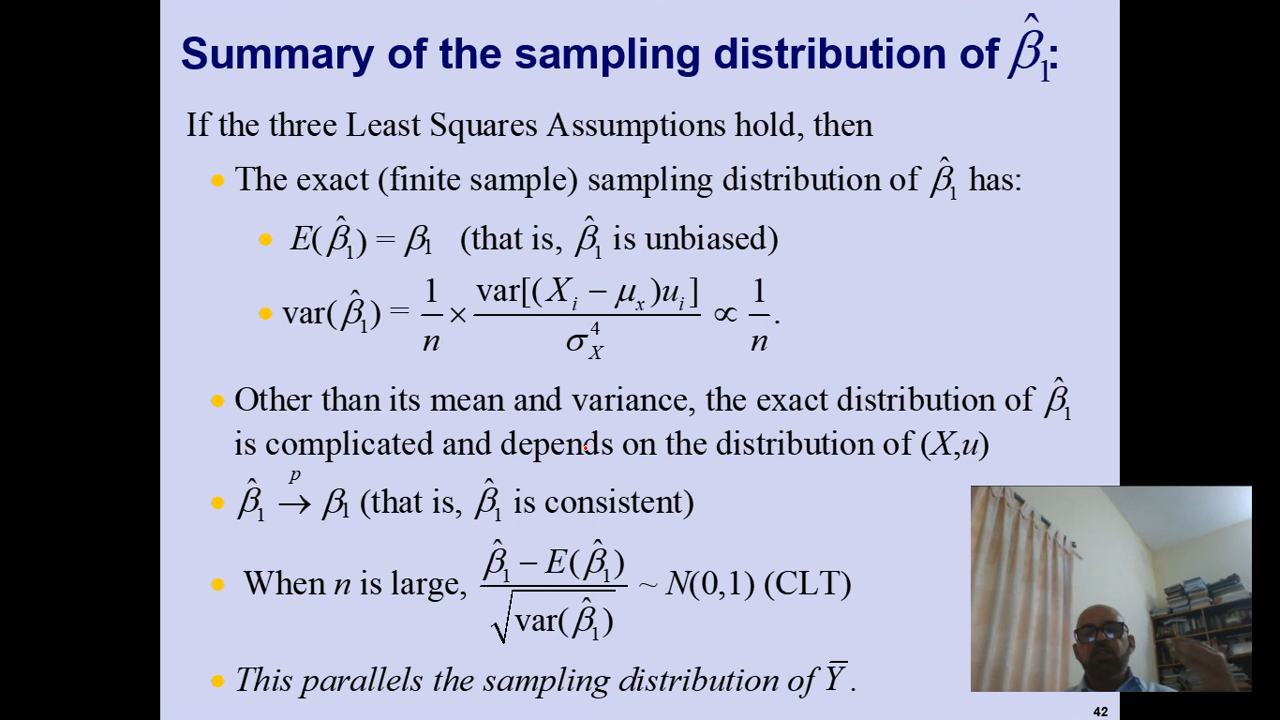 Summary of the sampling distribution of β̂₁:
If the three Least Squares Assumptions hold, then
• The exact (finite sample) sampling distribution of β̂₁ has:
• E(β̂₁) = β₁ (that is, β̂₁ is unbiased)
• var(β̂₁) = 1/n × var[(Xᵢ − μₓ)uᵢ]/σ⁴_X ∝ 1/n.
• Other than its mean and variance, the exact distribution of β̂₁
is complicated and depends on the distribution of (X,u)
• β̂₁ →ᵖ β₁ (that is, β̂₁ is consistent)
• When n is large, (β̂₁ − E(β̂₁))/√var(β̂₁) ~ N(0,1) (CLT)
• This parallels the sampling distribution of Ȳ.
42